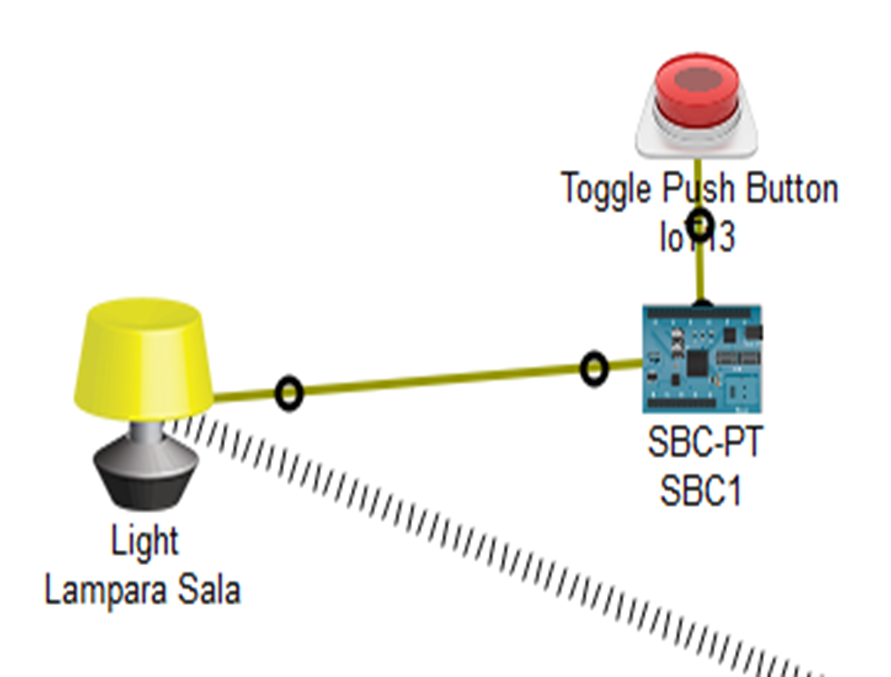 Toggle Push Button
IoT13
SBC-PT
SBC1
Light
Lampara Sala